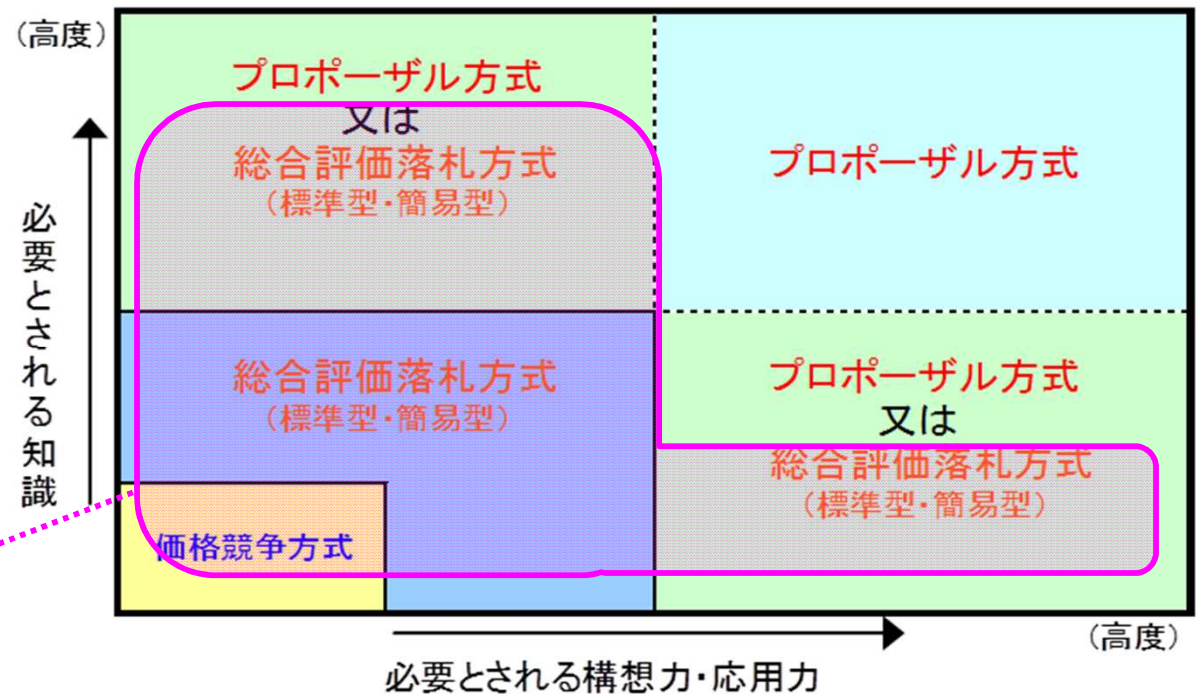 (高度)
プロポーザル方式
又は
総合評価落札方式
(標準型・簡易型)
プロポーザル方式
総合評価落札方式
(標準型・簡易型)
プロポーザル方式
又は
総合評価落札方式
(標準型・簡易型)
価格競争方式
必要とされる知識
(高度)
必要とされる構想力・応用力